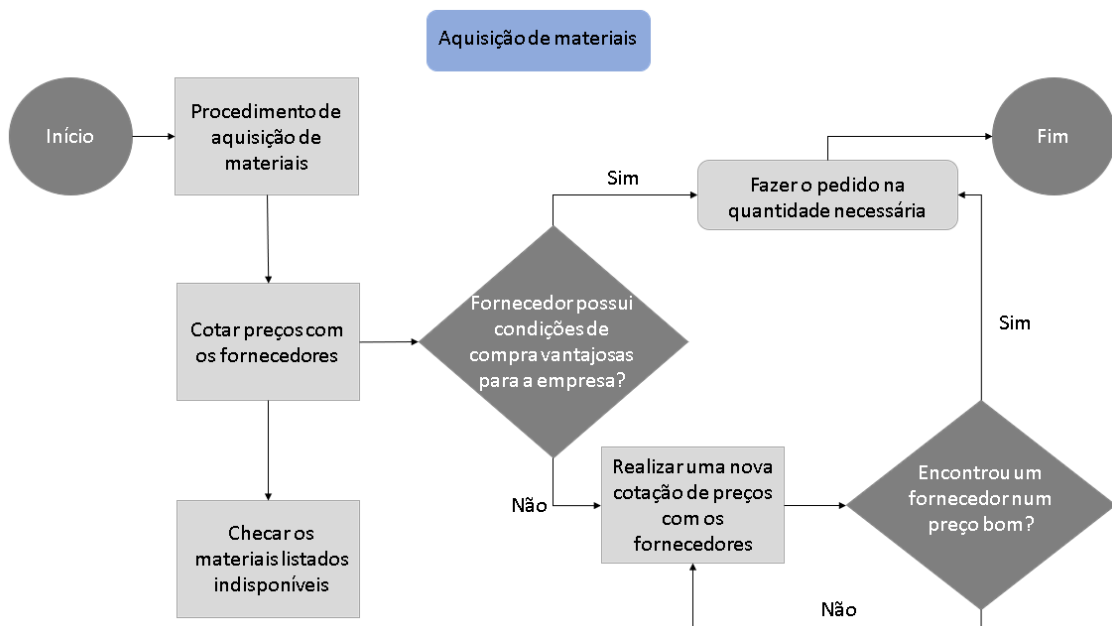 Aquisição de materiais
Início
Procedimento de
aquisição de
materiais
Fim
Sim
Fazer o pedido na
quantidade necessária
Cotar preços com
os fornecedores
Fornecedor possui
condições de
compra vantajosas
para a empresa?
Sim
Não
Realizar uma nova
cotação de preços
com os
fornecedores
Encontrou um
fornecedor num
preço bom?
Checar os
materiais listados
indisponíveis
Não